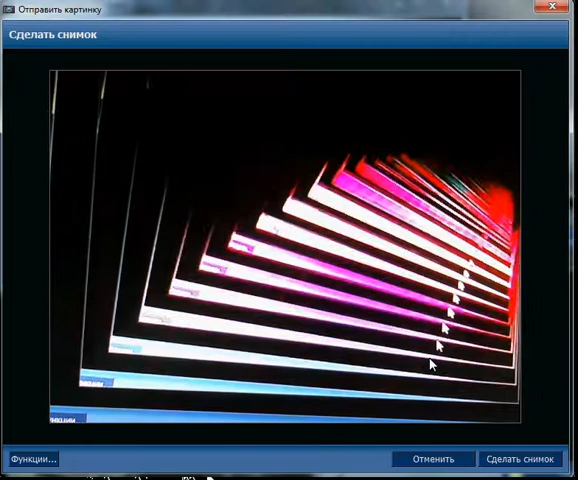 Отправить картинку
Сделать снимок
Функции...
Отменить
Сделать снимок